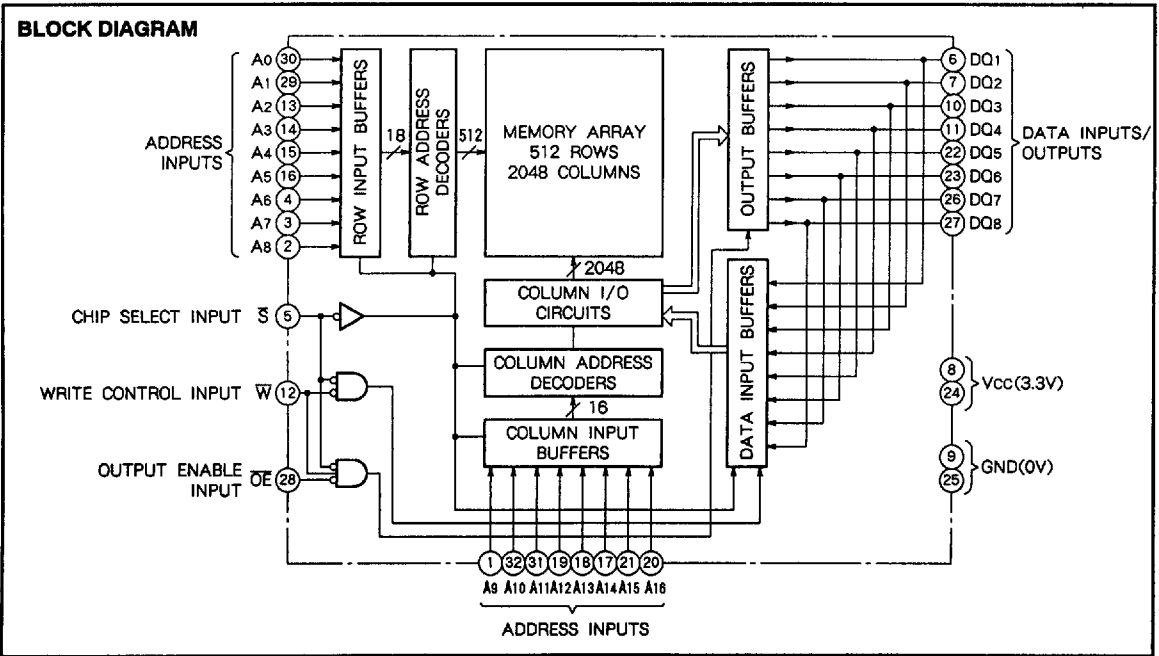 BLOCK DIAGRAM
ADDRESS
INPUTS
A0 30
A1 29
A2 13
A3 14
A4 15
A5 16
A6 4
A7 3
A8 2
ROW INPUT BUFFERS
18
ROW ADDRESS
DECODERS
512
MEMORY ARRAY
512 ROWS
2048 COLUMNS
2048
COLUMN I/O
CIRCUITS
COLUMN ADDRESS
DECODERS
16
COLUMN INPUT
BUFFERS
OUTPUT BUFFERS
DATA INPUT BUFFERS
6 DQ1
7 DQ2
10 DQ3
11 DQ4
22 DQ5
23 DQ6
26 DQ7
27 DQ8
DATA INPUTS/
OUTPUTS
CHIP SELECT INPUT S̅ 5
WRITE CONTROL INPUT W̅ 12
OUTPUT ENABLE
INPUT O̅E̅ 28
8
24
Vcc(3.3V)
9
25
GND(0V)
1 32 31 19 18 17 21 20
A9 A10 A11 A12 A13 A14 A15 A16
ADDRESS INPUTS